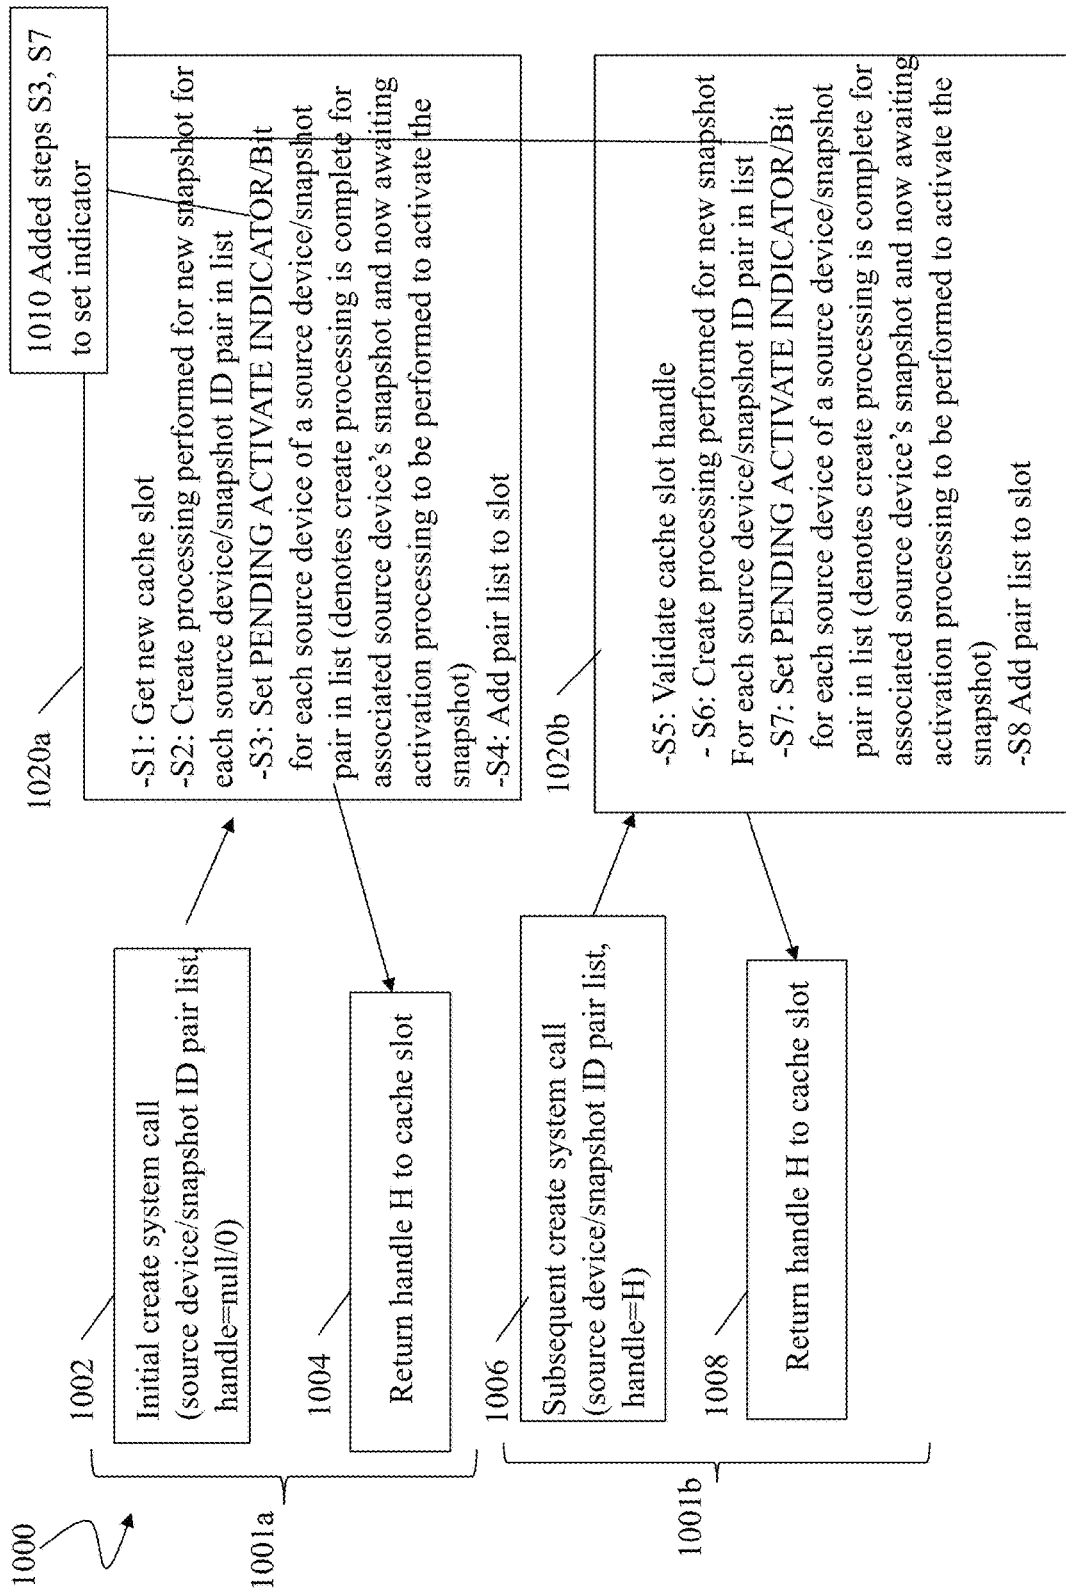 1000
1001a
1002
Initial create system call
(source device/snapshot ID pair list,
handle=null/0)
1004
Return handle H to cache slot
1001b
1006
Subsequent create system call
(source device/snapshot ID pair list,
handle=H)
1008
Return handle H to cache slot
1010 Added steps S3, S7
to set indicator
1020a
-S1: Get new cache slot
-S2: Create processing performed for new snapshot for
each source device/snapshot ID pair in list
-S3: Set PENDING ACTIVATE INDICATOR/Bit
for each source device of a source device/snapshot
pair in list (denotes create processing is complete for
associated source device's snapshot and now awaiting
activation processing to be performed to activate the
snapshot)
-S4: Add pair list to slot
1020b
-S5: Validate cache slot handle
- S6: Create processing performed for new snapshot
For each source device/snapshot ID pair in list
-S7: Set PENDING ACTIVATE INDICATOR/Bit
for each source device of a source device/snapshot
pair in list (denotes create processing is complete for
associated source device's snapshot and now awaiting
activation processing to be performed to activate the
snapshot)
-S8 Add pair list to slot